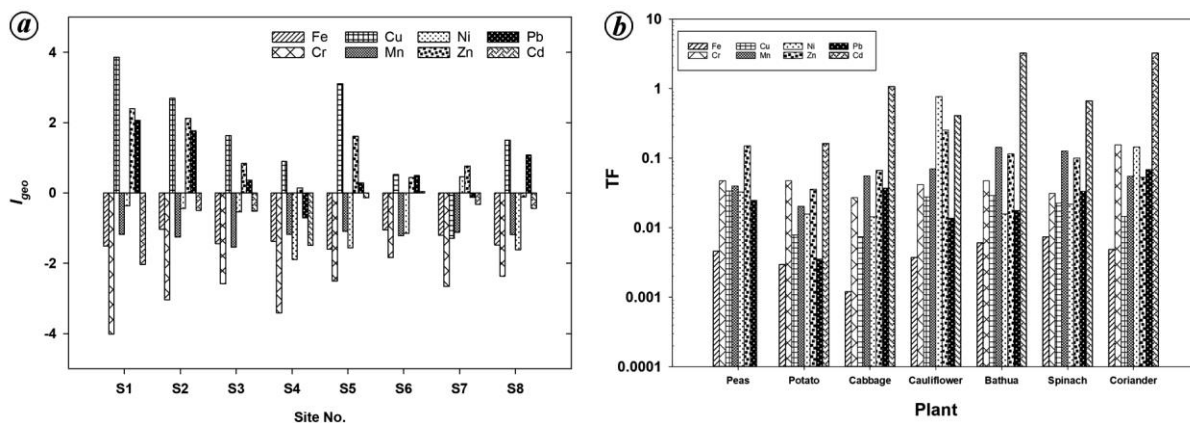 a
4
2
0
-2
-4
I geo
Fe Cu Ni Pb
Cr Mn Zn Cd
S1 S2 S3 S4 S5 S6 S7 S8
Site No.
b
10
1
0.1
0.01
0.001
0.0001
TF
Fe Cu Ni Pb
Cr Mn Zn Cd
Peas Potato Cabbage Cauliflower Bathua Spinach Coriander
Plant